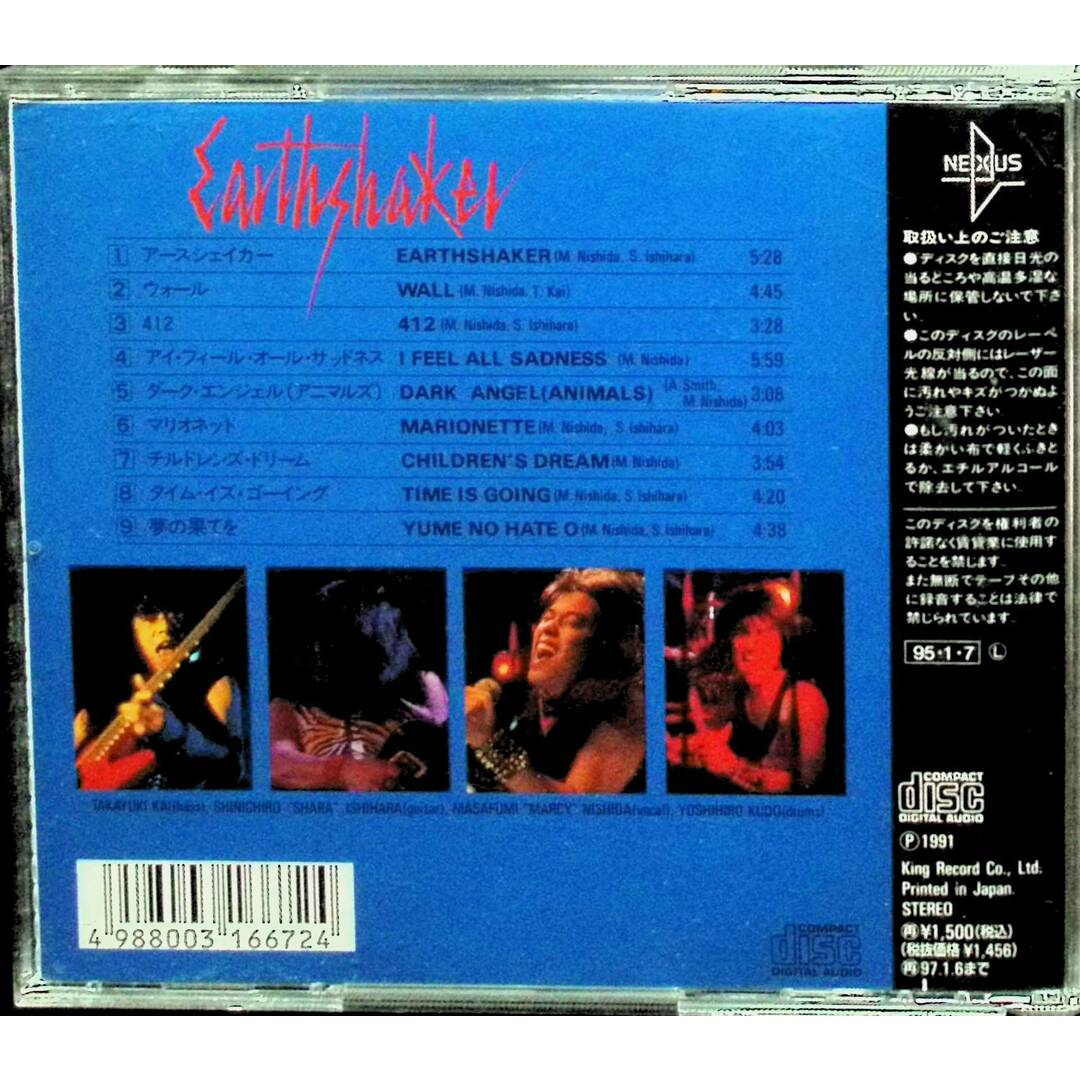 Earthshaker
1 アースシェイカー EARTHSHAKER (M. Nishida, S. Ishihara) 5:28
2 ウォール WALL (M. Nishida, T. Kai) 4:45
3 412 412 (M. Nishida, S. Ishihara) 3:28
4 アイ・フィール・オール・サッドネス I FEEL ALL SADNESS (M. Nishida) 5:59
5 ダーク・エンジェル(アニマルズ) DARK ANGEL(ANIMALS) (A. Smith, M. Nishida) 3:08
6 マリオネット MARIONETTE (M. Nishida, S. Ishihara) 4:03
7 チルドレンズ・ドリーム CHILDREN'S DREAM (M. Nishida) 3:54
8 タイム・イズ・ゴーイング TIME IS GOING (M. Nishida, S. Ishihara) 4:20
9 夢の果てを YUME NO HATE O (M. Nishida, S. Ishihara) 4:38
TAKAYUKI KAI(bass), SHINICHIRO "SHARA" ISHIHARA(guitar), MASAFUMI "MARCY" NISHIDA(vocal), YOSHIHIRO KUDO(drums)
4 988003 166724
COMPACT
disc
DIGITAL AUDIO
NEXUS
取扱い上のご注意
●ディスクを直接日光の
当るところや高温多湿な
場所に保管しないで下さ
い.
●このディスクのレーベ
ルの反対側にはレーザー
光線が当るので、この面
に汚れやキズがつかぬよ
うご注意下さい.
●もし汚れがついたとき
は柔かい布で軽くふきと
るか、エチルアルコール
で除去して下さい.
このディスクを権利者の
許諾なく賃貸業に使用す
ることを禁じます.
また無断でテープその他
に録音することは法律で
禁じられています.
95・1・7 Ⓛ
COMPACT
disc
DIGITAL AUDIO
Ⓟ1991
King Record Co., Ltd.
Printed in Japan.
STEREO
㊢¥1,500(税込)
(税抜価格 ¥1,456)
97.1.6まで